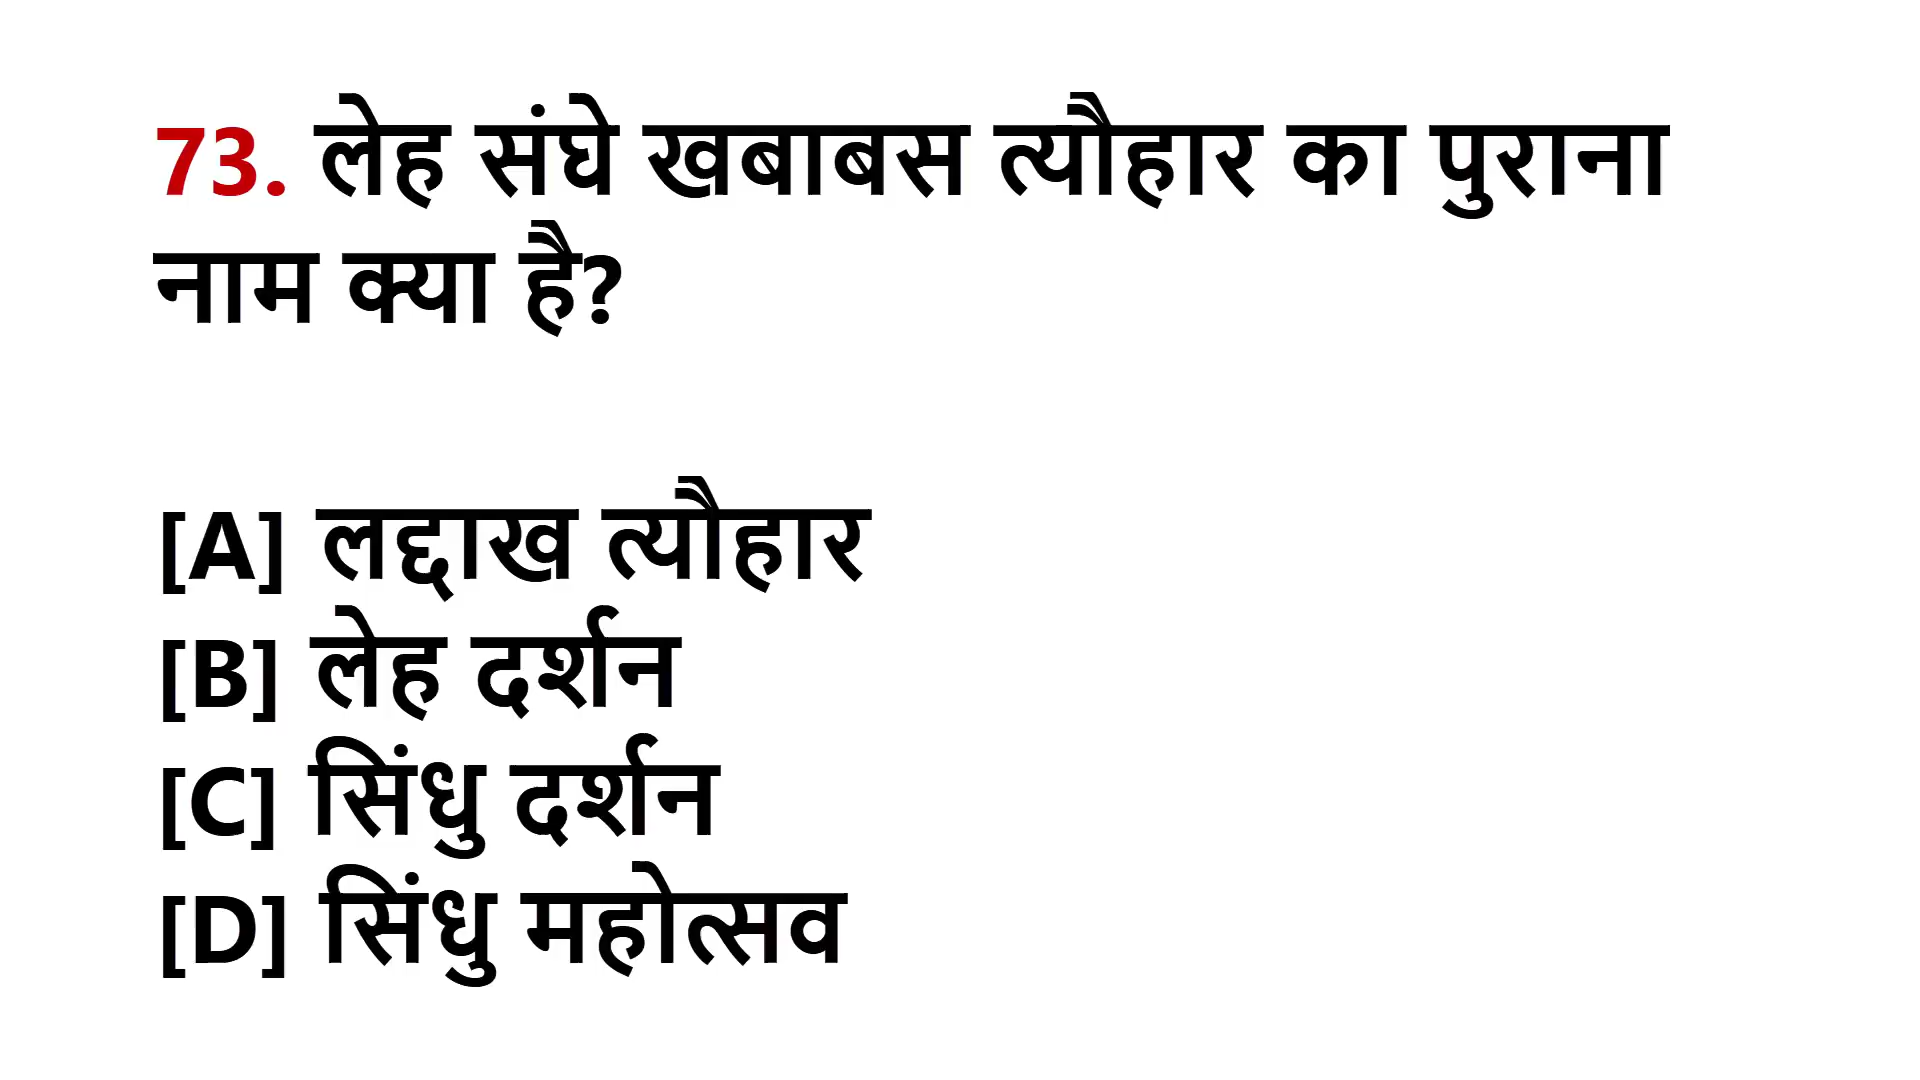 73. लेह संघे खबाबस त्यौहार का पुराना
नाम क्या है?
[A] लद्दाख त्यौहार
[B] लेह दर्शन
[C] सिंधु दर्शन
[D] सिंधु महोत्सव